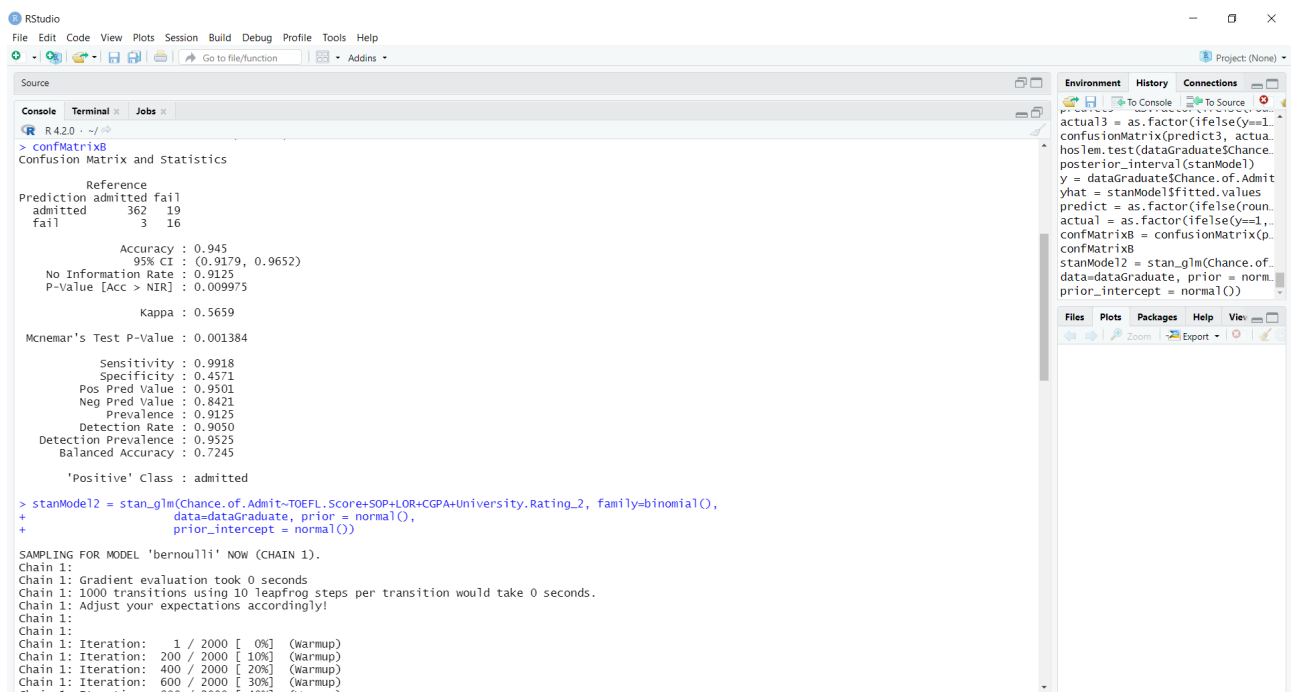 RStudio
File Edit Code View Plots Session Build Debug Profile Tools Help
Go to file/function Addins Project: (None)
Source
Console Terminal Jobs
R 4.2.0 · ~/
> confMatrixB
Confusion Matrix and Statistics
Reference
Prediction admitted fail
admitted 362 19
fail 3 16
Accuracy : 0.945
95% CI : (0.9179, 0.9652)
No Information Rate : 0.9125
P-Value [Acc > NIR] : 0.009975
Kappa : 0.5659
Mcnemar's Test P-Value : 0.001384
Sensitivity : 0.9918
Specificity : 0.4571
Pos Pred Value : 0.9501
Neg Pred Value : 0.8421
Prevalence : 0.9125
Detection Rate : 0.9050
Detection Prevalence : 0.9525
Balanced Accuracy : 0.7245
'Positive' Class : admitted
> stanModel2 = stan_glm(Chance.of.Admit~TOEFL.Score+SOP+LOR+CGPA+University.Rating_2, family=binomial(),
+ data=dataGraduate, prior = normal(),
+ prior_intercept = normal())
SAMPLING FOR MODEL 'bernoulli' NOW (CHAIN 1).
Chain 1:
Chain 1: Gradient evaluation took 0 seconds
Chain 1: 1000 transitions using 10 leapfrog steps per transition would take 0 seconds.
Chain 1: Adjust your expectations accordingly!
Chain 1:
Chain 1:
Chain 1: Iteration: 1 / 2000 [ 0%] (Warmup)
Chain 1: Iteration: 200 / 2000 [ 10%] (Warmup)
Chain 1: Iteration: 400 / 2000 [ 20%] (Warmup)
Chain 1: Iteration: 600 / 2000 [ 30%] (Warmup)
Environment History Connections
To Console To Source
actual3 = as.factor(ifelse(y==1…
confusionMatrix(predict3, actua…
hoslem.test(dataGraduate$Chance…
posterior_interval(stanModel)
y = dataGraduate$Chance.of.Admit
yhat = stanModel$fitted.values
predict = as.factor(ifelse(roun…
actual = as.factor(ifelse(y==1,…
confMatrixB = confusionMatrix(p…
confMatrixB
stanModel2 = stan_glm(Chance.of…
data=dataGraduate, prior = norm…
prior_intercept = normal())
Files Plots Packages Help View
Zoom Export